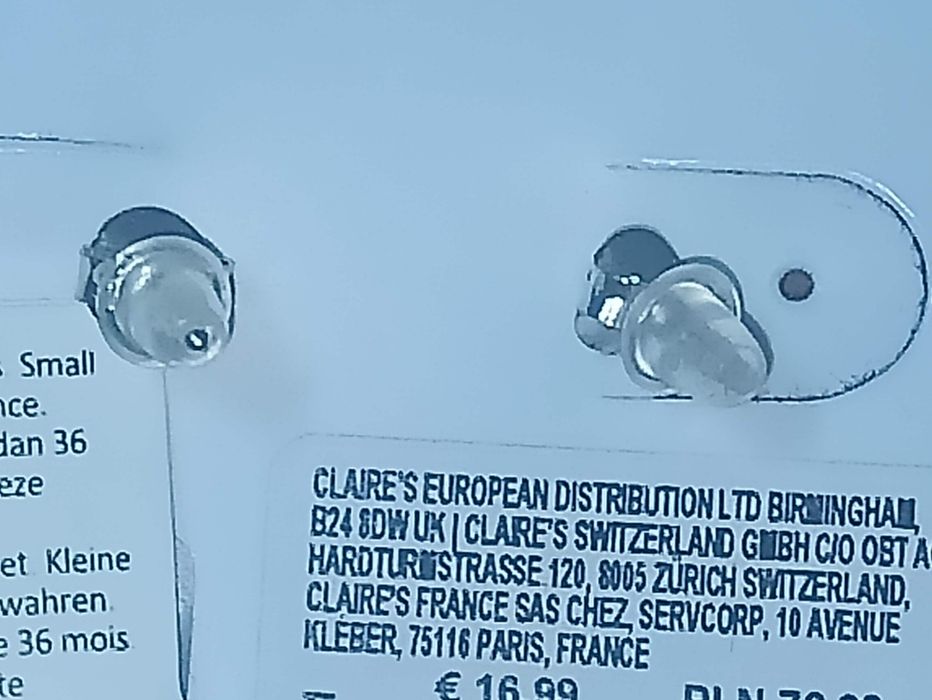 Small
nce.
dan 36
eze
et Kleine
wahren.
e 36 mois
te
CLAIRE'S EUROPEAN DISTRIBUTION LTD BIRMINGHAM,
B24 8DW UK | CLAIRE'S SWITZERLAND GMBH C/O OBT A
HARDTURMSTRASSE 120, 8005 ZÜRICH SWITZERLAND,
CLAIRE'S FRANCE SAS CHEZ, SERVCORP, 10 AVENUE
KLÉBER, 75116 PARIS, FRANCE
€ 16.99